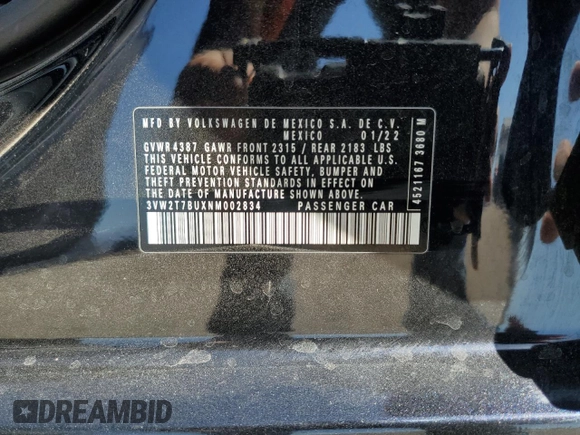 MFD BY VOLKSWAGEN DE MEXICO S.A. DE C.V.
MEXICO 01/22
GVWR 4387 GAWR FRONT 2315 / REAR 2183 LBS
THIS VEHICLE CONFORMS TO ALL APPLICABLE U.S.
FEDERAL MOTOR VEHICLE SAFETY, BUMPER AND
THEFT PREVENTION STANDARDS IN EFFECT ON
THE DATE OF MANUFACTURE SHOWN ABOVE.
3VW2T7BUXNM002834 PASSENGER CAR
4521167 3680 M
DREAMBID